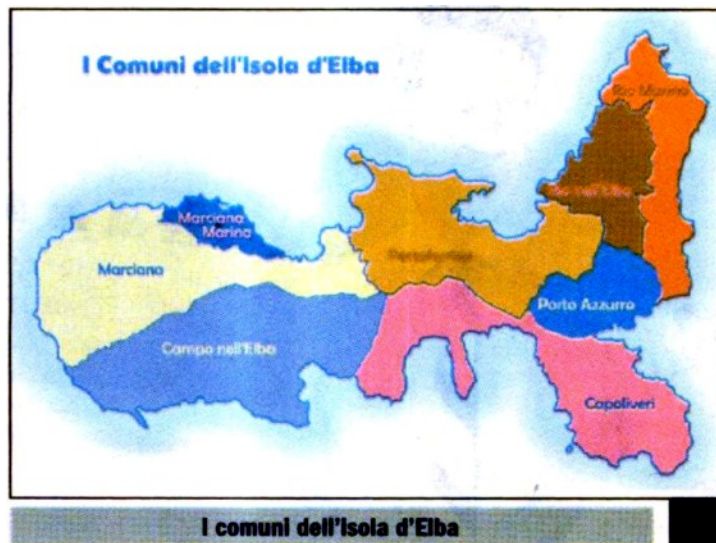 I Comuni dell'Isola d'Elba
Rio Marina
Rio nell'Elba
Marciana
Marina
Portoferraio
Marciana
Porto Azzurro
Campo nell'Elba
Capoliveri
I comuni dell'isola d'Elba